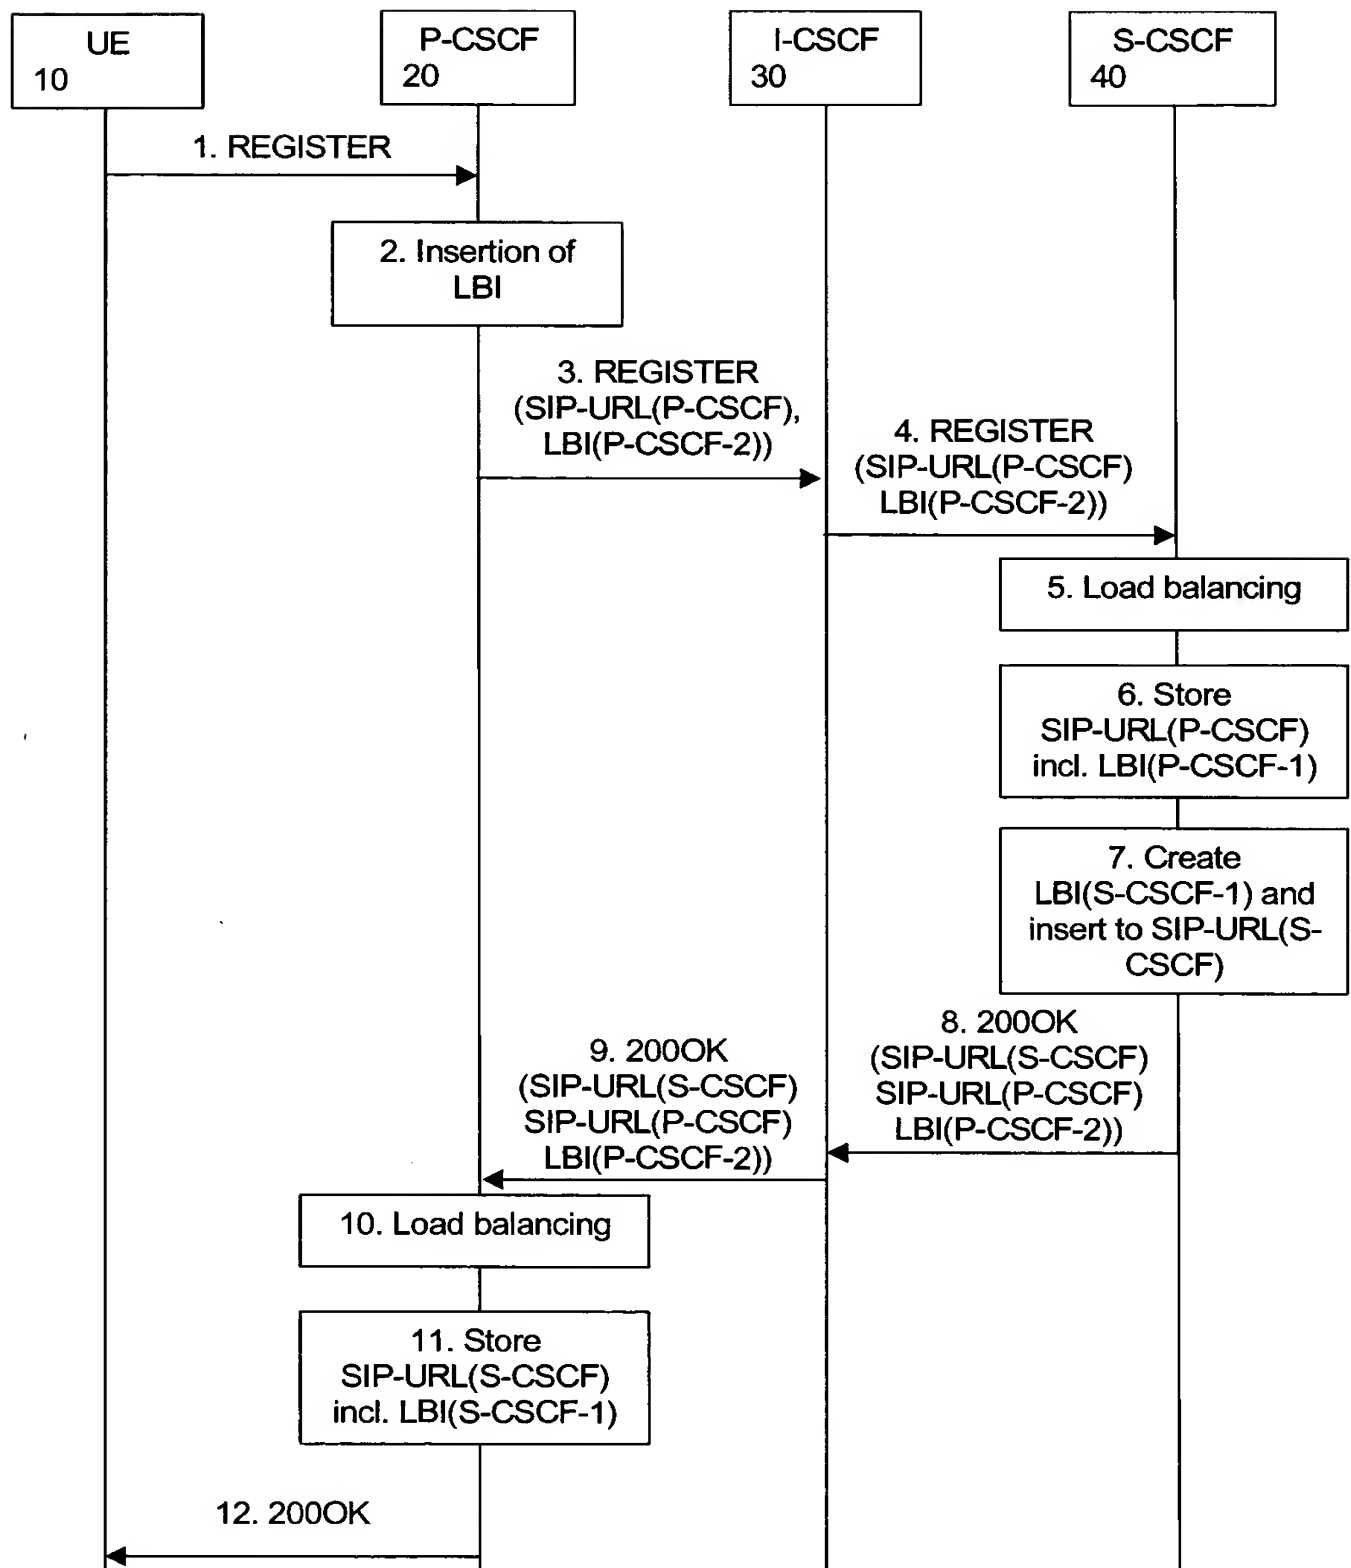 UE
10
P-CSCF
20
I-CSCF
30
S-CSCF
40
1. REGISTER
2. Insertion of
LBI
3. REGISTER
(SIP-URL(P-CSCF),
LBI(P-CSCF-2))
4. REGISTER
(SIP-URL(P-CSCF)
LBI(P-CSCF-2))
5. Load balancing
6. Store
SIP-URL(P-CSCF)
incl. LBI(P-CSCF-1)
7. Create
LBI(S-CSCF-1) and
insert to SIP-URL(S-
CSCF)
8. 200OK
(SIP-URL(S-CSCF)
SIP-URL(P-CSCF)
LBI(P-CSCF-2))
9. 200OK
(SIP-URL(S-CSCF)
SIP-URL(P-CSCF)
LBI(P-CSCF-2))
10. Load balancing
11. Store
SIP-URL(S-CSCF)
incl. LBI(S-CSCF-1)
12. 200OK